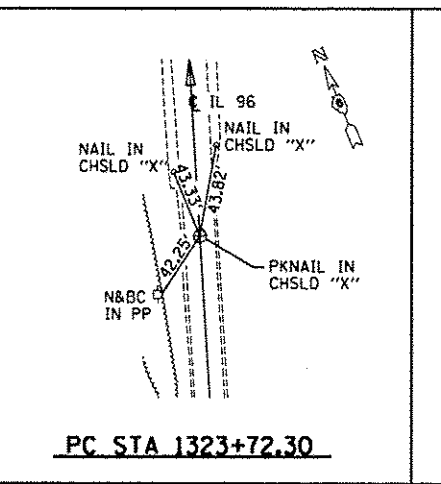 N
℄ IL 96
NAIL IN
CHSLD "X"
NAIL IN
CHSLD "X"
43.33'
43.82'
42.25'
PKNAIL IN
CHSLD "X"
N&BC
IN PP
PC STA 1323+72.30